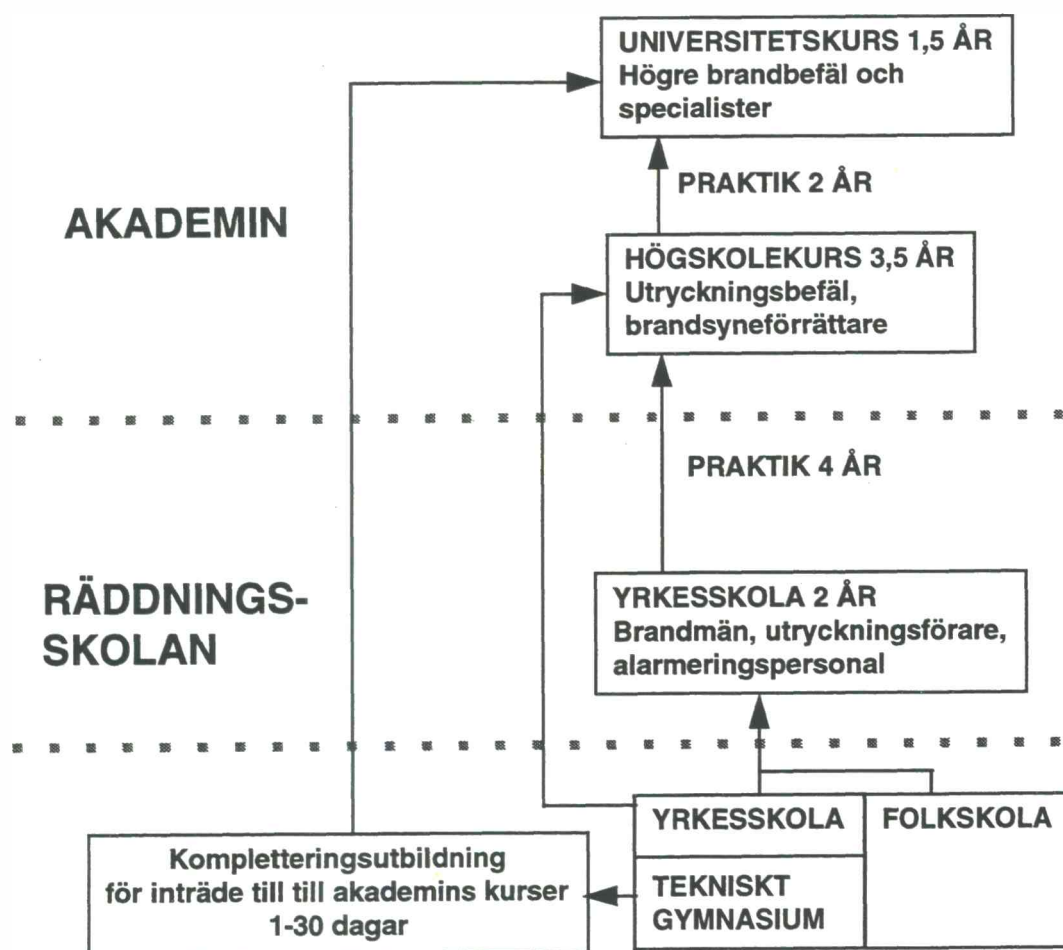 UNIVERSITETSKURS 1,5 ÅR
Högre brandbefäl och
specialister
PRAKTIK 2 ÅR
AKADEMIN
HÖGSKOLEKURS 3,5 ÅR
Utryckningsbefäl,
brandsyneförrättare
PRAKTIK 4 ÅR
RÄDDNINGS-
SKOLAN
YRKESSKOLA 2 ÅR
Brandmän, utryckningsförare,
alarmeringspersonal
YRKESSKOLA
FOLKSKOLA
Kompletteringsutbildning
för inträde till till akademins kurser
1-30 dagar
TEKNISKT
GYMNASIUM